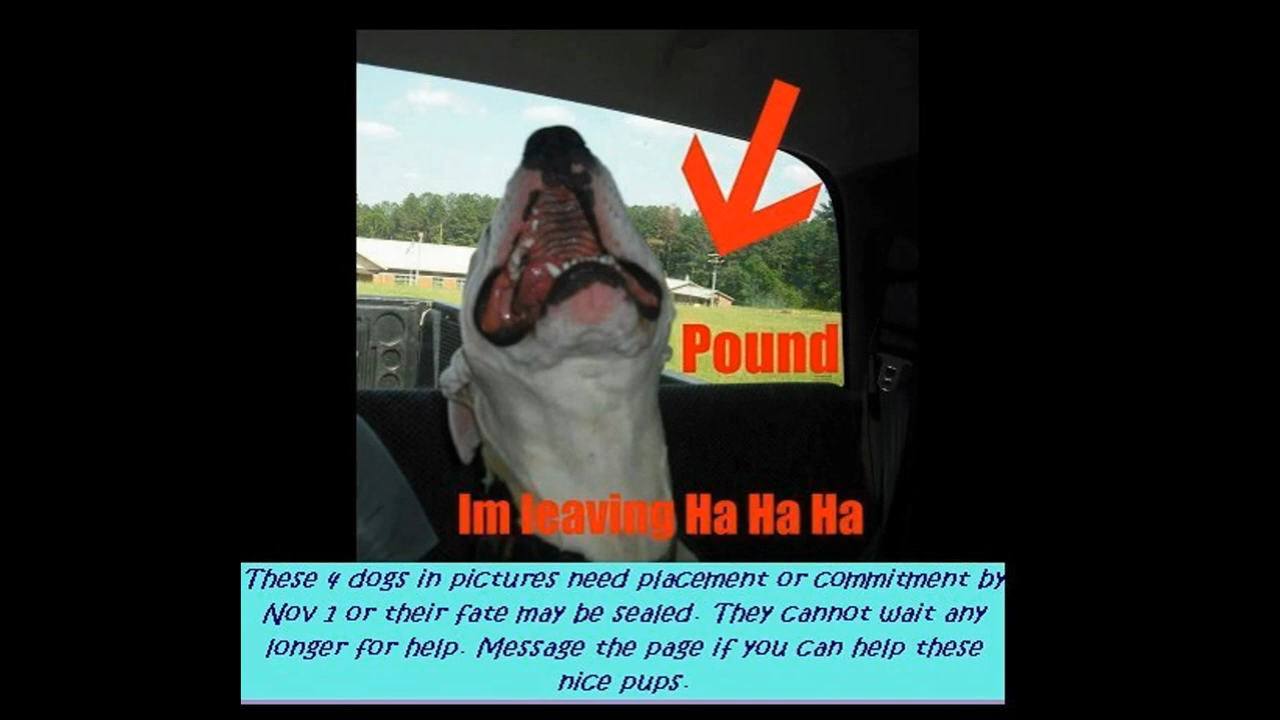 Pound
Im leaving Ha Ha Ha
These 4 dogs in pictures need placement or commitment by
Nov 1 or their fate may be sealed. They cannot wait any
longer for help. Message the page if you can help these
nice pups.